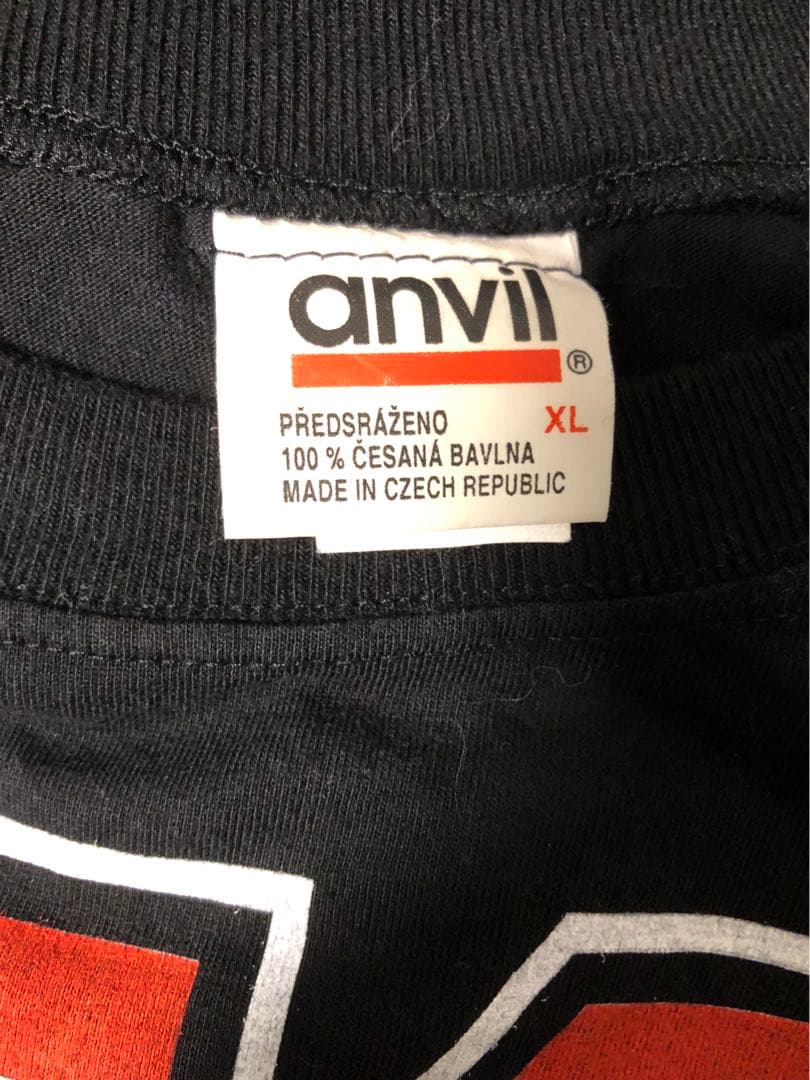 anvil
®
PŘEDSRÁŽENO XL
100 % ČESANÁ BAVLNA
MADE IN CZECH REPUBLIC